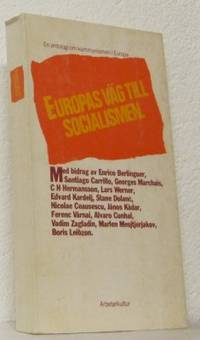 En antologi om kommunismen i Europa
EUROPAS VÄG TILL
SOCIALISMEN
Med bidrag av Enrico Berlinguer,
Santiago Carrillo, Georges Marchais,
C H Hermansson, Lars Werner,
Edvard Kardelj, Stane Dolanc,
Nicolae Ceausescu, János Kádár,
Ferenc Várnai, Alvaro Cunhal,
Vadim Zagladin, Marlen Mesjtjerjakov,
Boris Leibzon.
Arbetarkultur